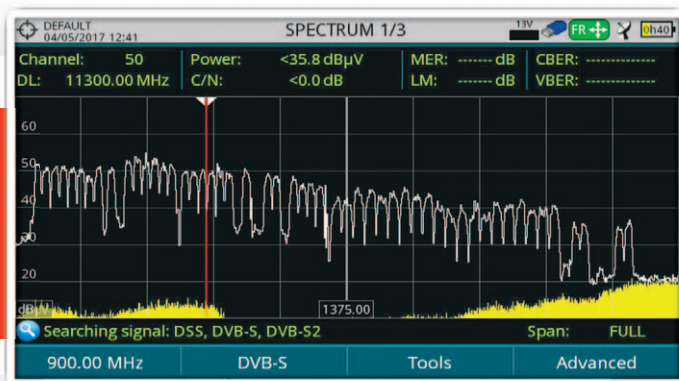 DEFAULT
04/05/2017 12:41
SPECTRUM 1/3
13V
FR
0h40
Channel: 50 Power: <35.8 dBµV MER: ------- dB CBER: --------------
DL: 11300.00 MHz C/N: <0.0 dB LM: ------- dB VBER: --------------
60
50
40
30
20
dBµV
1375.00
Searching signal: DSS, DVB-S, DVB-S2 Span: FULL
900.00 MHz DVB-S Tools Advanced